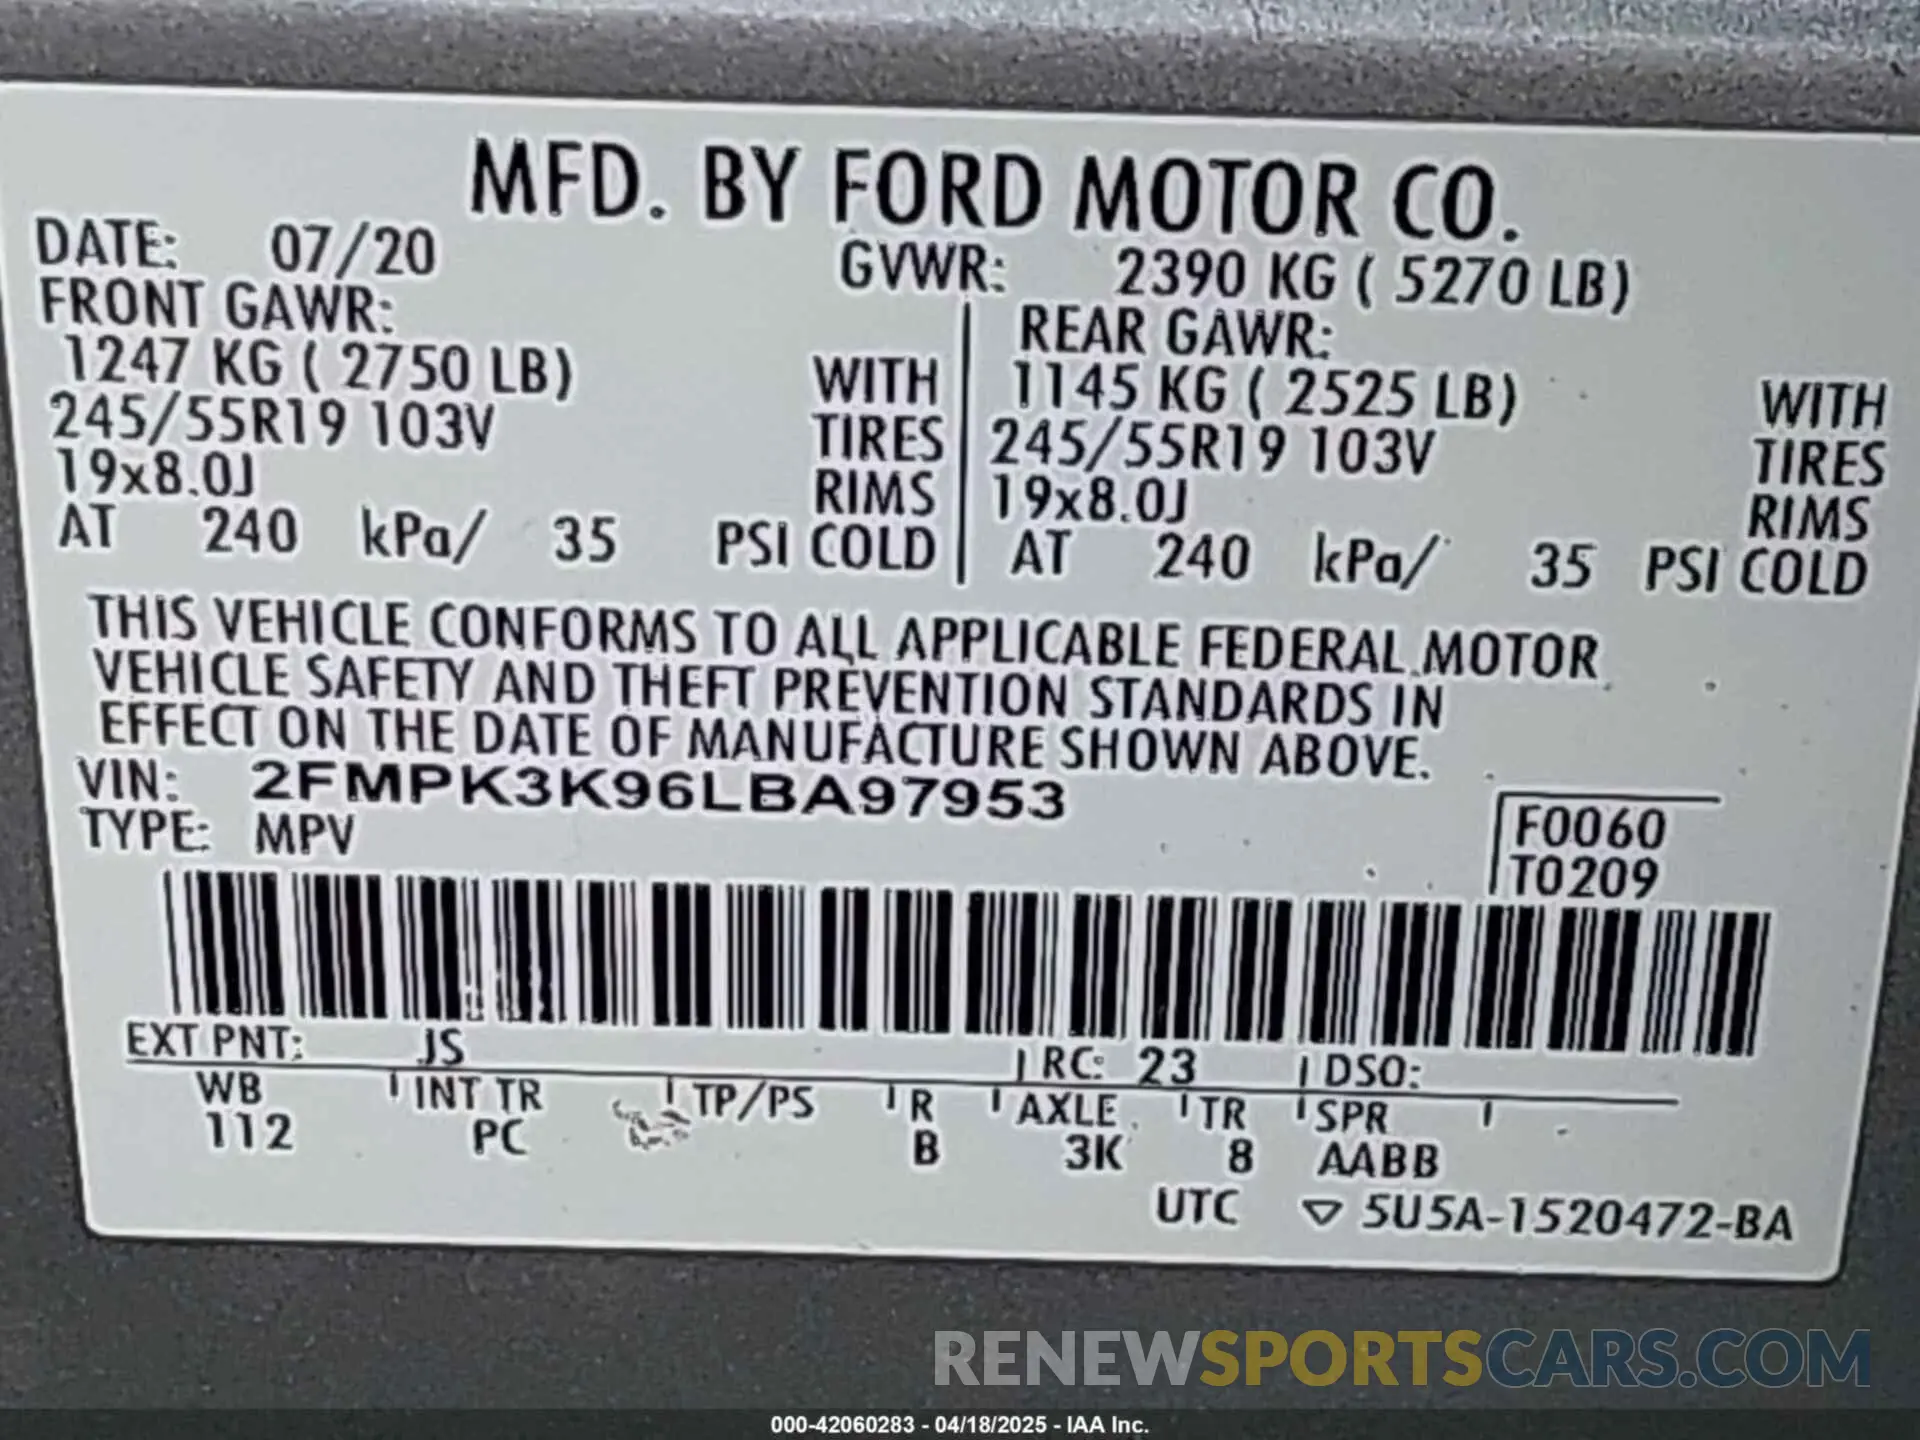 MFD. BY FORD MOTOR CO.
DATE: 07/20 GVWR: 2390 KG ( 5270 LB)
FRONT GAWR: REAR GAWR:
1247 KG ( 2750 LB) WITH 1145 KG ( 2525 LB) WITH
245/55R19 103V TIRES 245/55R19 103V TIRES
19x8.0J RIMS 19x8.0J RIMS
AT 240 kPa/ 35 PSI COLD AT 240 kPa/ 35 PSI COLD
THIS VEHICLE CONFORMS TO ALL APPLICABLE FEDERAL MOTOR
VEHICLE SAFETY AND THEFT PREVENTION STANDARDS IN
EFFECT ON THE DATE OF MANUFACTURE SHOWN ABOVE.
VIN: 2FMPK3K96LBA97953
TYPE: MPV
F0060
T0209
EXT PNT: JS RC: 23 DSO:
WB INT TR TP/PS R AXLE TR SPR
112 PC B 3K 8 AABB
UTC ▽ 5U5A-1520472-BA
RENEWSPORTSCARS.COM
000-42060283 - 04/18/2025 - IAA Inc.